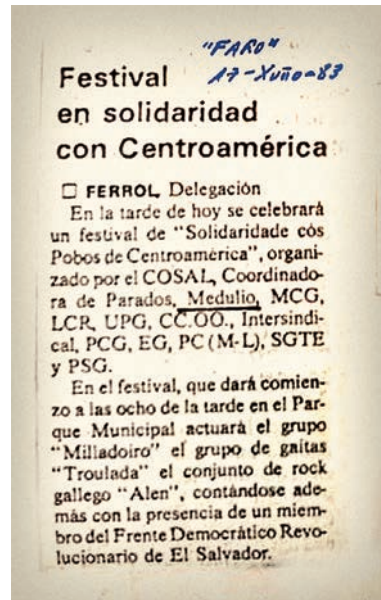 "FARO"
17-Xuño-83
Festival
en solidaridad
con Centroamérica
□ FERROL, Delegación
En la tarde de hoy se celebrará
un festival de "Solidaridade cós
Pobos de Centroamérica", organi-
zado por el COSAL, Coordinado-
ra de Parados, Medulio, MCG,
LCR, UPG, CC.OO., Intersindi-
cal, PCG, EG, PC (M-L), SGTE
y PSG.
En el festival, que dará comien-
zo a las ocho de la tarde en el Par-
que Municipal actuará el grupo
"Milladoiro" el grupo de gaitas
"Troulada" el conjunto de rock
gallego "Alen", contándose ade-
más con la presencia de un miem-
bro del Frente Democrático Revo-
lucionario de El Salvador.